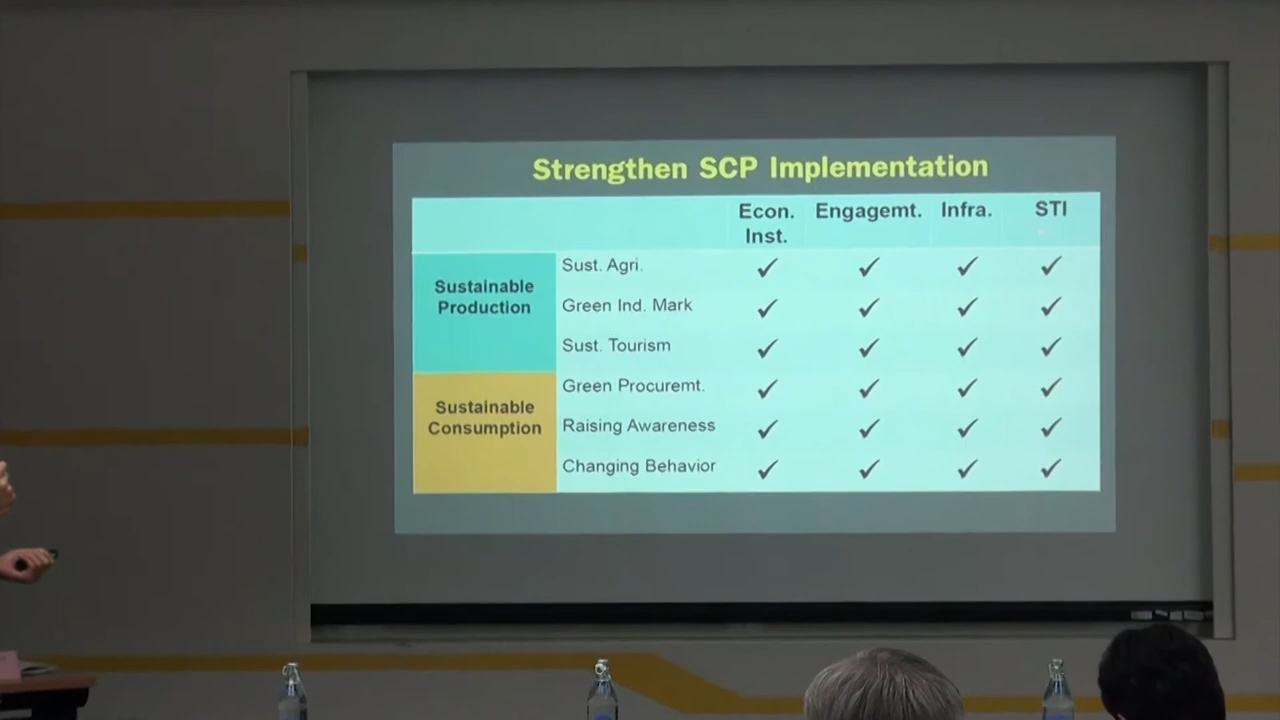 Strengthen SCP Implementation
Econ. Inst. Engagemt. Infra. STI
Sustainable Production
Sust. Agri. ✓ ✓ ✓ ✓
Green Ind. Mark ✓ ✓ ✓ ✓
Sust. Tourism ✓ ✓ ✓ ✓
Sustainable Consumption
Green Procuremt. ✓ ✓ ✓ ✓
Raising Awareness ✓ ✓ ✓ ✓
Changing Behavior ✓ ✓ ✓ ✓